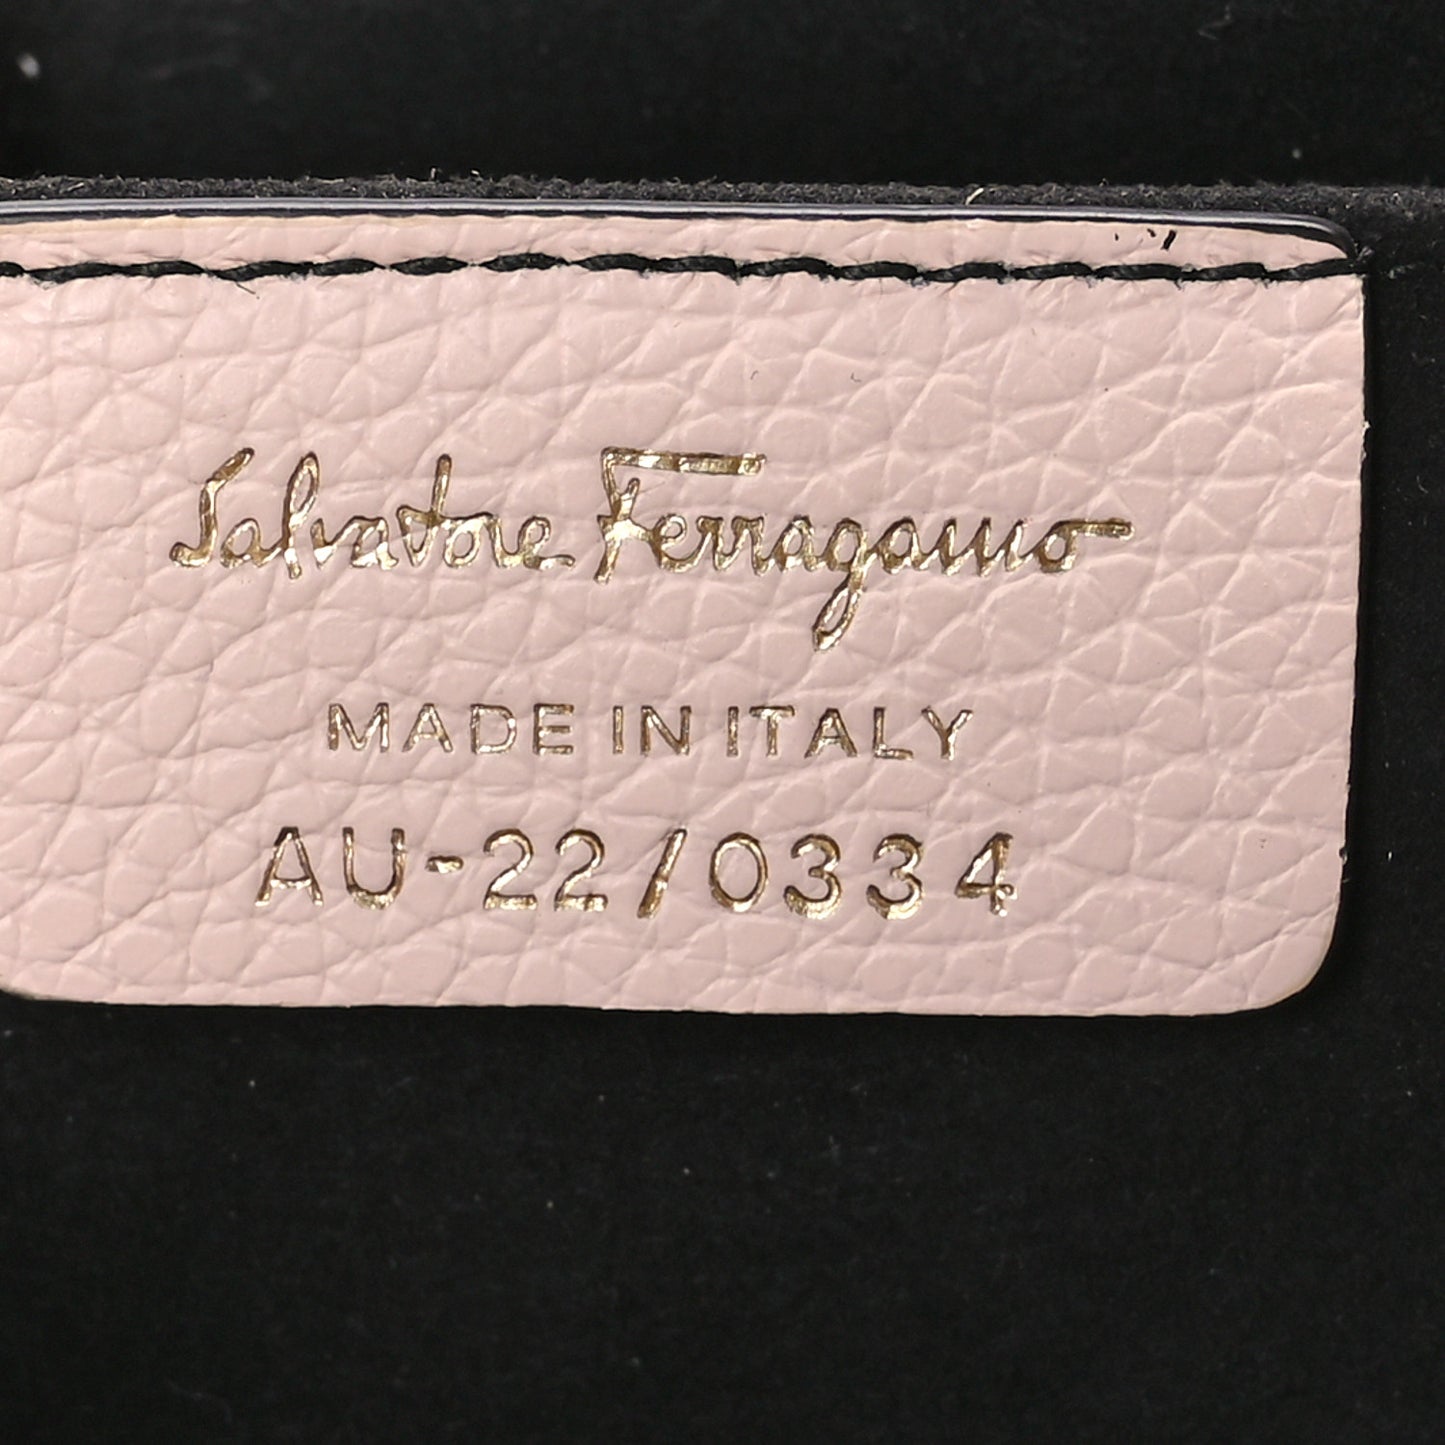 Salvatore Ferragamo
MADE IN ITALY
AU-22/0334